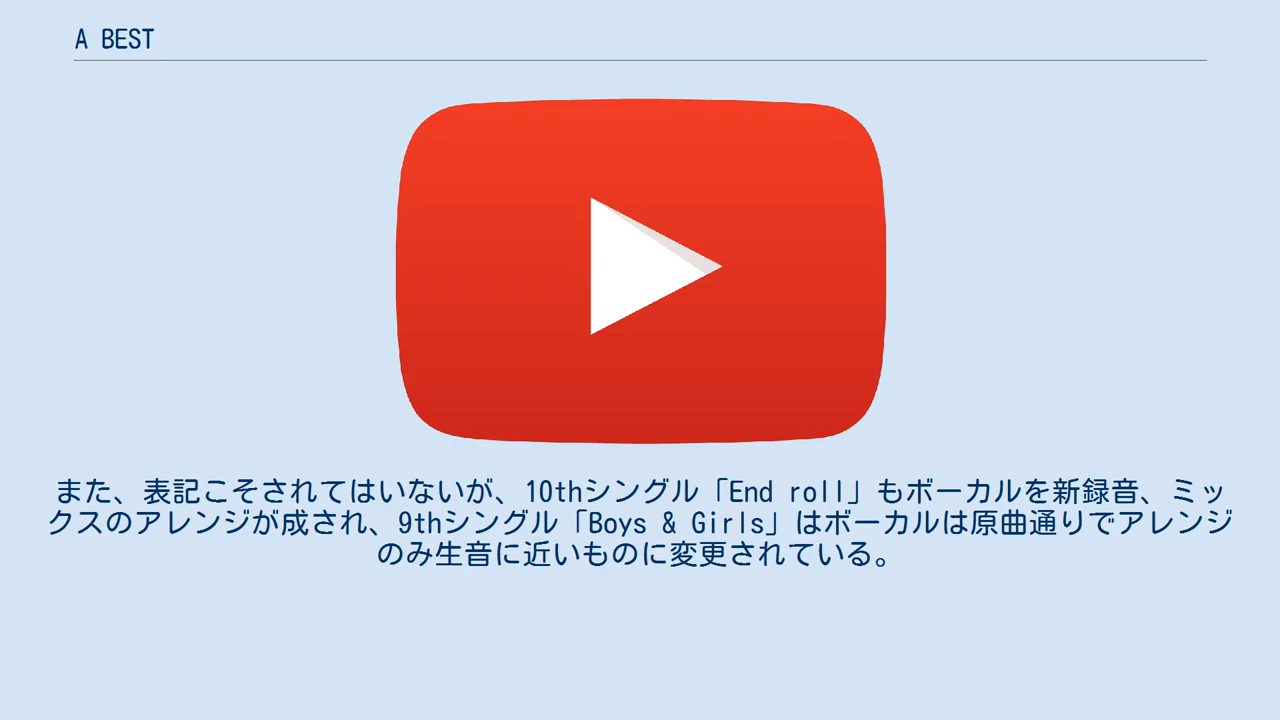 A BEST
また、表記こそされてはいないが、10thシングル「End roll」もボーカルを新録音、ミッ
クスのアレンジが成され、9thシングル「Boys & Girls」はボーカルは原曲通りでアレンジ
のみ生音に近いものに変更されている。